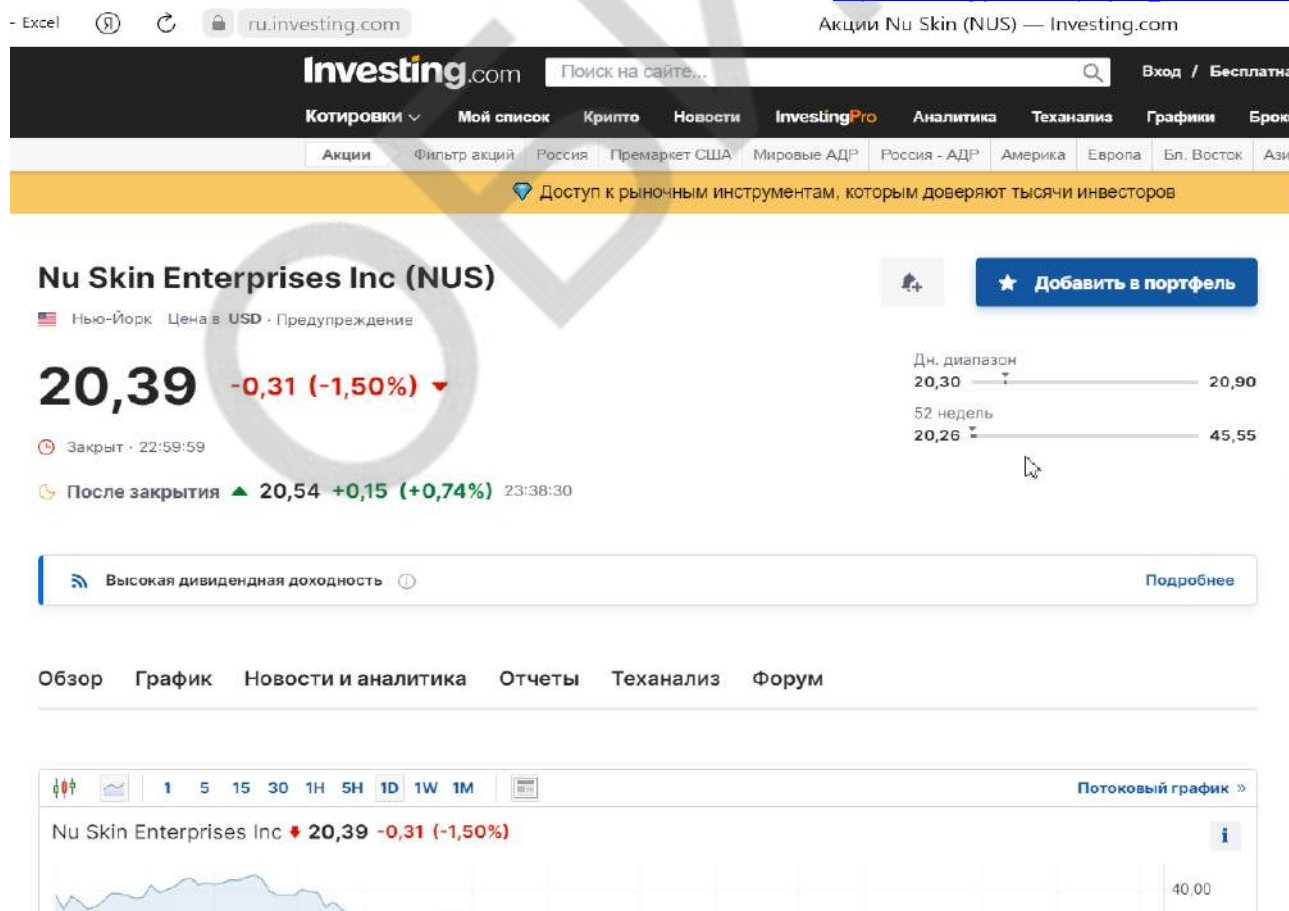 - Excel Я ru.investing.com Акции Nu Skin (NUS) — Investing.com
Investing.com Поиск на сайте... Вход / Бесплатна
Котировки Мой список Крипто Новости InvestingPro Аналитика Теханализ Графики Брок
Акции Фильтр акций Россия Премаркет США Мировые АДР Россия - АДР Америка Европа Бл. Восток Ази
Доступ к рыночным инструментам, которым доверяют тысячи инвесторов
Nu Skin Enterprises Inc (NUS)
Добавить в портфель
Нью-Йорк Цена в USD · Предупреждение
20,39 -0,31 (-1,50%)
Дн. диапазон
20,30 20,90
52 недель
20,26 45,55
Закрыт · 22:59:59
После закрытия 20,54 +0,15 (+0,74%) 23:38:30
Высокая дивидендная доходность Подробнее
Обзор График Новости и аналитика Отчеты Теханализ Форум
1 5 15 30 1H 5H 1D 1W 1M Потоковый график »
Nu Skin Enterprises Inc 20,39 -0,31 (-1,50%) i
40,00